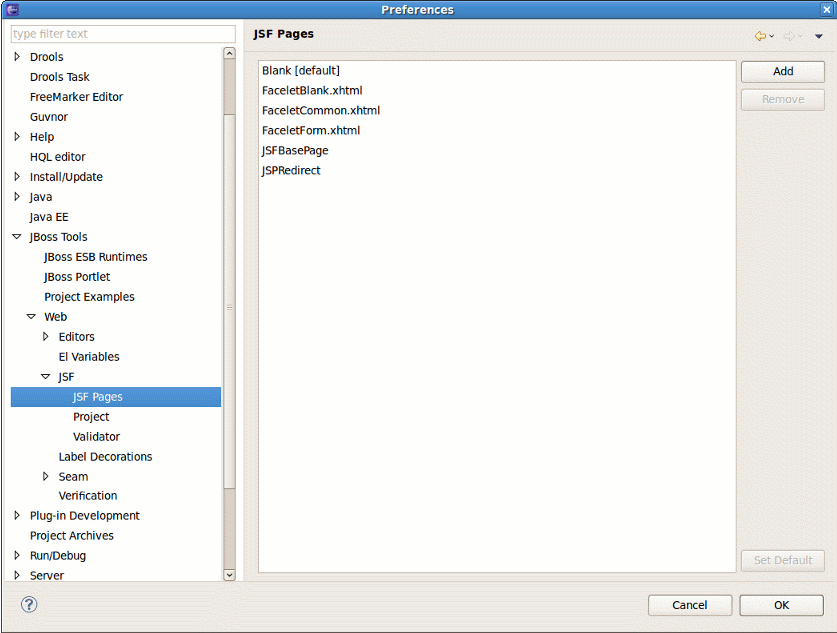 Preferences
type filter text
Drools
Drools Task
FreeMarker Editor
Guvnor
Help
HQL editor
Install/Update
Java
Java EE
JBoss Tools
JBoss ESB Runtimes
JBoss Portlet
Project Examples
Web
Editors
El Variables
JSF
JSF Pages
Project
Validator
Label Decorations
Seam
Verification
Plug-in Development
Project Archives
Run/Debug
Server
JSF Pages
Blank [default]
FaceletBlank.xhtml
FaceletCommon.xhtml
FaceletForm.xhtml
JSFBasePage
JSPRedirect
Add
Remove
Set Default
?
Cancel
OK